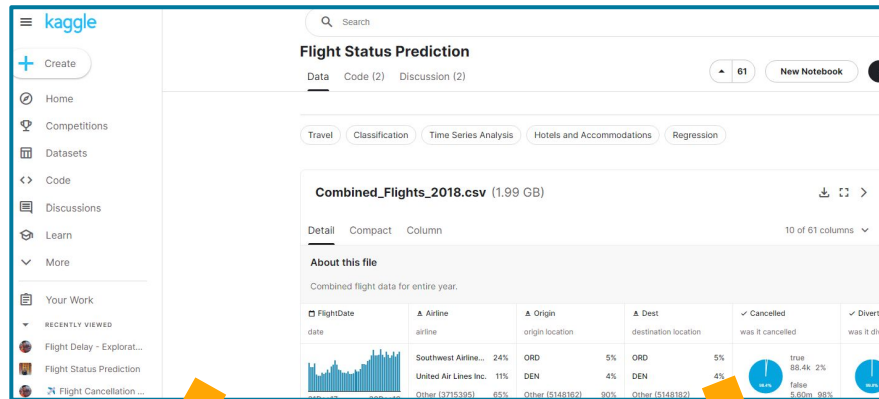 kaggle
Search
Flight Status Prediction
Create
Data Code (2) Discussion (2)
61 New Notebook
Home
Competitions
Travel Classification Time Series Analysis Hotels and Accommodations Regression
Datasets
Code
Combined_Flights_2018.csv (1.99 GB)
Discussions
Learn
Detail Compact Column 10 of 61 columns
More
About this file
Combined flight data for entire year.
Your Work
FlightDate Airline Origin Dest Cancelled Divert
RECENTLY VIEWED
date airline origin location destination location was it cancelled was it div
Flight Delay - Explorat...
Southwest Airline... 24% ORD 5% ORD 5% true
88.4k 2%
Flight Status Prediction
United Air Lines Inc. 11% DEN 4% DEN 4% false
Flight Cancellation ...
Other (3715395) 65% Other (5148162) 90% Other (5148182) 5.60m 98%